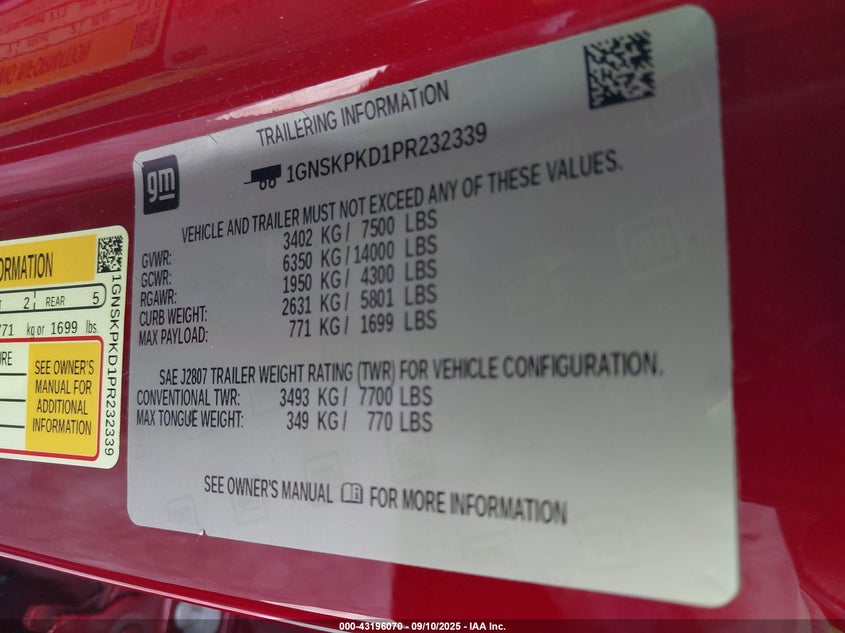 TRAILERING INFORMATION
gm
1GNSKPKD1PR232339
VEHICLE AND TRAILER MUST NOT EXCEED ANY OF THESE VALUES.
GVWR: 3402 KG / 7500 LBS
GCWR: 6350 KG / 14000 LBS
RGAWR: 1950 KG / 4300 LBS
CURB WEIGHT: 2631 KG / 5801 LBS
MAX PAYLOAD: 771 KG / 1699 LBS
SAE J2807 TRAILER WEIGHT RATING (TWR) FOR VEHICLE CONFIGURATION.
CONVENTIONAL TWR: 3493 KG / 7700 LBS
MAX TONGUE WEIGHT: 349 KG / 770 LBS
SEE OWNER'S MANUAL FOR MORE INFORMATION
2 REAR 5
771 kg or 1699 lbs.
SEE OWNER'S
MANUAL FOR
ADDITIONAL
INFORMATION
1GNSKPKD1PR232339
000-43196070 - 09/10/2025 - IAA Inc.